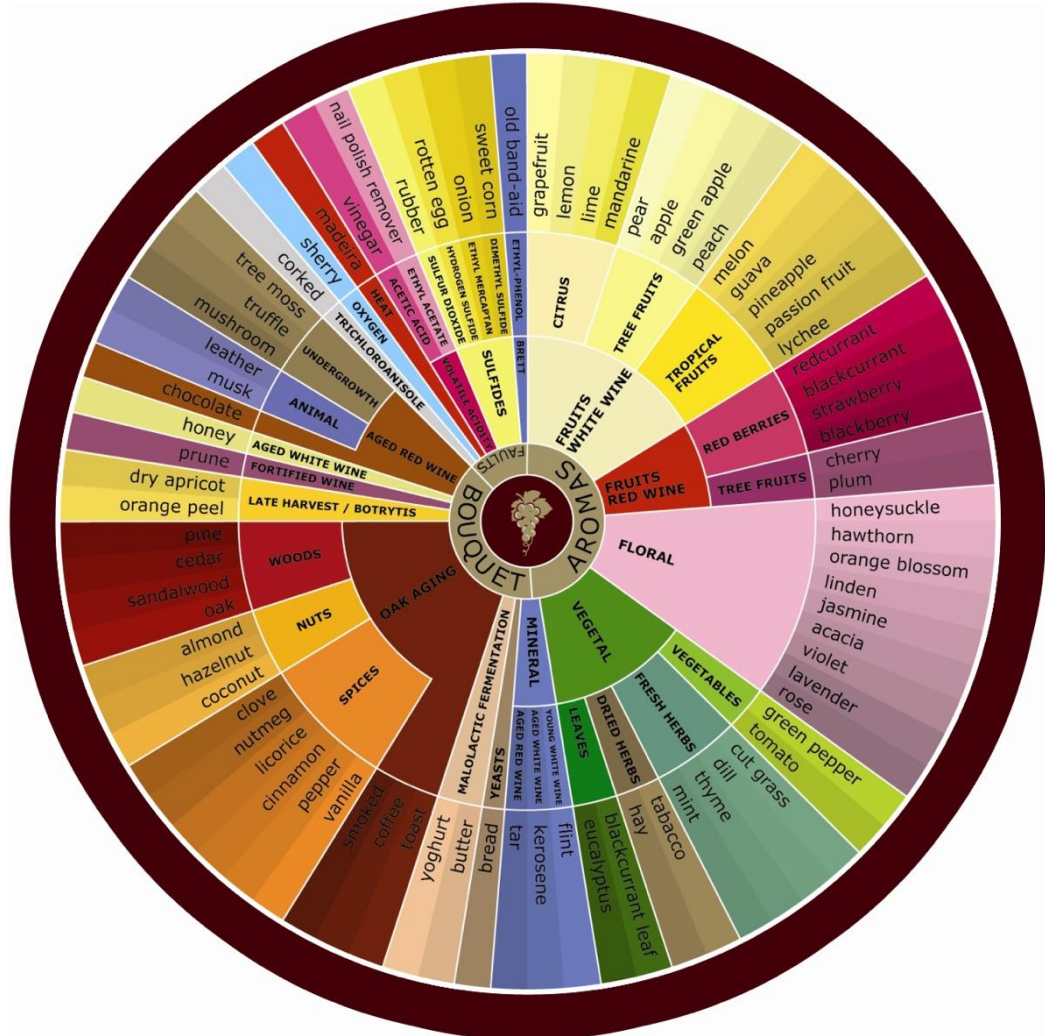 AROMAS
FRUITS
WHITE WINE
CITRUS
grapefruit
lemon
lime
mandarine
TREE FRUITS
pear
apple
green apple
peach
TROPICAL
FRUITS
melon
guava
pineapple
passion fruit
lychee
FRUITS
RED WINE
RED BERRIES
redcurrant
blackcurrant
strawberry
blackberry
TREE FRUITS
cherry
plum
FLORAL
honeysuckle
hawthorn
orange blossom
linden
jasmine
acacia
violet
lavender
rose
VEGETAL
VEGETABLES
green pepper
tomato
FRESH HERBS
cut grass
dill
thyme
mint
DRIED HERBS
tabacco
hay
LEAVES
blackcurrant leaf
eucalyptus
MINERAL
YOUNG WHITE WINE
flint
AGED WHITE WINE
kerosene
AGED RED WINE
tar
BOUQUET
YEASTS
bread
MALOLACTIC FERMENTATION
butter
yoghurt
OAK AGING
toast
coffee
smoked
SPICES
vanilla
pepper
cinnamon
licorice
nutmeg
clove
NUTS
coconut
hazelnut
almond
WOODS
oak
sandalwood
cedar
pine
LATE HARVEST / BOTRYTIS
orange peel
dry apricot
FORTIFIED WINE
prune
AGED WHITE WINE
honey
AGED RED WINE
chocolate
ANIMAL
musk
leather
UNDERGROWTH
mushroom
truffle
tree moss
FAULTS
TRICHLOROANISOLE
corked
OXYGEN
sherry
HEAT
madeira
VOLATILE ACIDITY
ACETIC ACID
vinegar
ETHYL ACETATE
nail polish remover
SULFIDES
SULFUR DIOXIDE
rubber
HYDROGEN SULFIDE
rotten egg
ETHYL MERCAPTAN
onion
DIMETHYL SULFIDE
sweet corn
BRETT
ETHYL-PHENOL
old band-aid